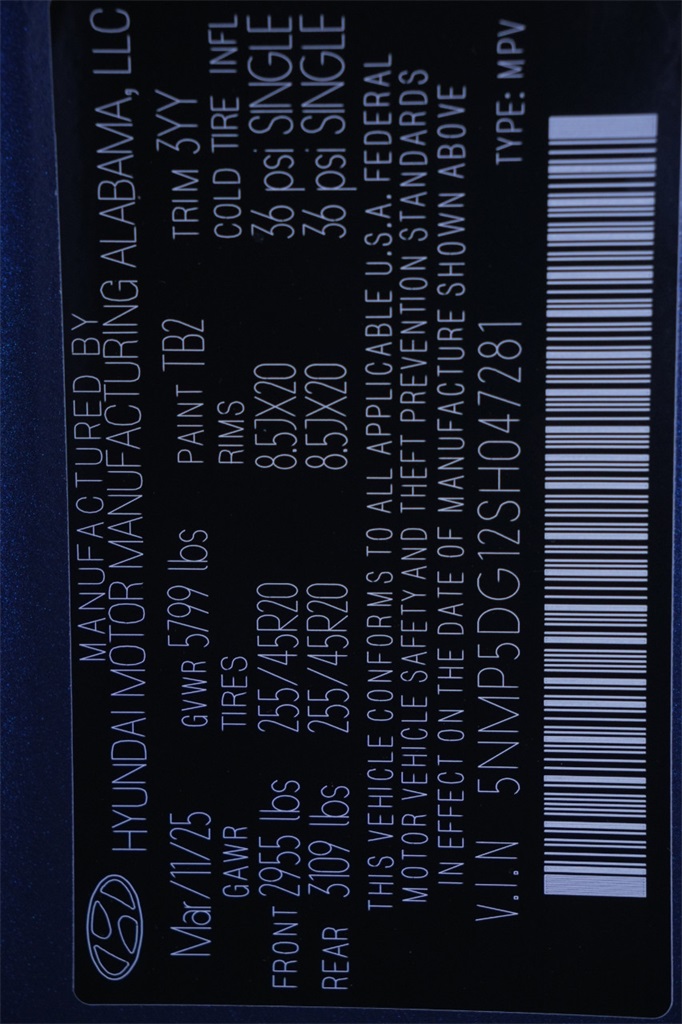 MANUFACTURED BY
HYUNDAI MOTOR MANUFACTURING ALABAMA, LLC
Mar/11/25 GVWR 5799 lbs PAINT TB2 TRIM 3YY
GAWR TIRES RIMS COLD TIRE INFL
FRONT 2955 lbs 255/45R20 8.5JX20 36 psi SINGLE
REAR 3109 lbs 255/45R20 8.5JX20 36 psi SINGLE
THIS VEHICLE CONFORMS TO ALL APPLICABLE U.S.A. FEDERAL
MOTOR VEHICLE SAFETY AND THEFT PREVENTION STANDARDS
IN EFFECT ON THE DATE OF MANUFACTURE SHOWN ABOVE
V.I.N 5NMP5DG12SH047281 TYPE: MPV